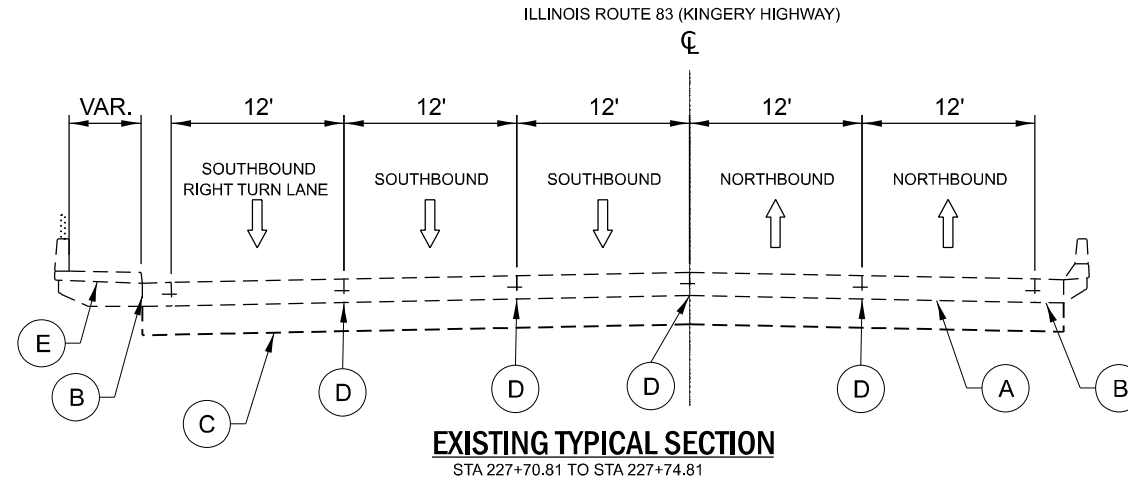 ILLINOIS ROUTE 83 (KINGERY HIGHWAY)
℄
VAR. 12' 12' 12' 12' 12'
SOUTHBOUND
RIGHT TURN LANE
SOUTHBOUND SOUTHBOUND NORTHBOUND NORTHBOUND
E B C D D D D A B
EXISTING TYPICAL SECTION
STA 227+70.81 TO STA 227+74.81